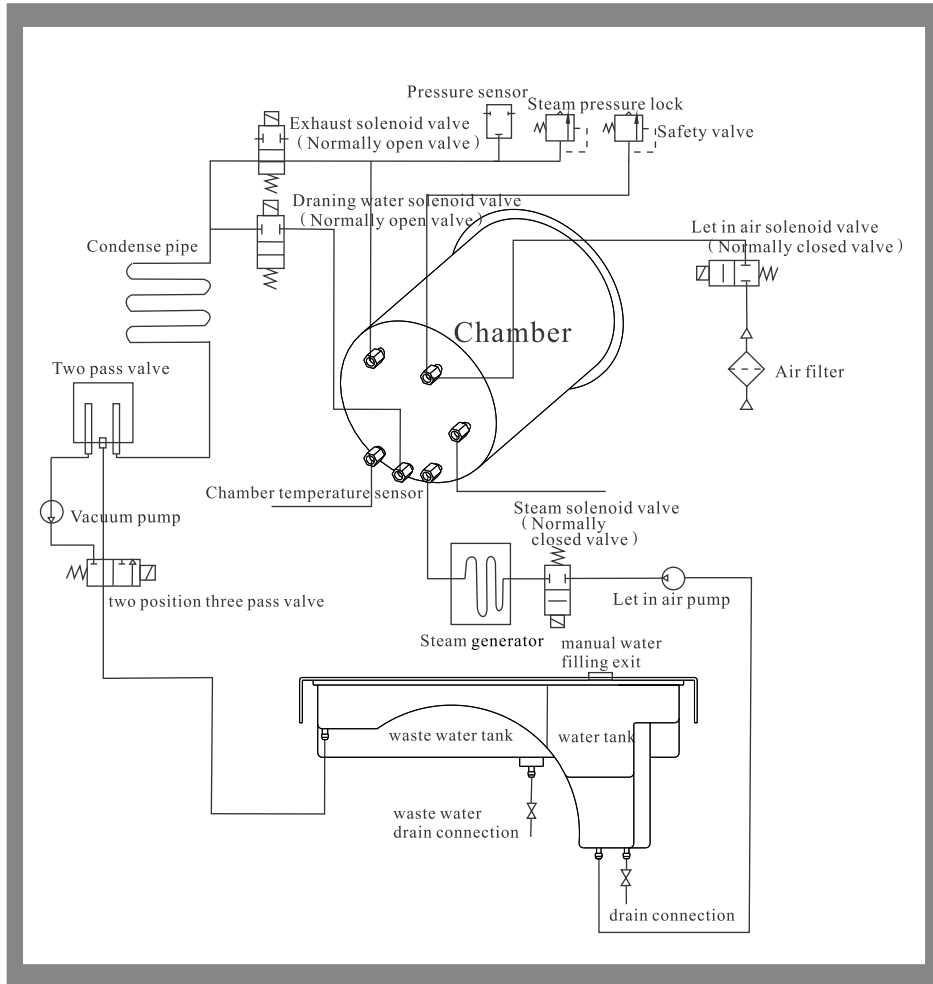 Pressure sensor
Steam pressure lock
Exhaust solenoid valve
(Normally open valve)
Safety valve
Draning water solenoid valve
(Normally open valve)
Let in air solenoid valve
(Normally closed valve)
Condense pipe
Chamber
Two pass valve
Air filter
Chamber temperature sensor
Steam solenoid valve
(Normally
closed valve)
Vacuum pump
two position three pass valve
Let in air pump
Steam generator
manual water
filling exit
waste water tank
water tank
waste water
drain connection
drain connection